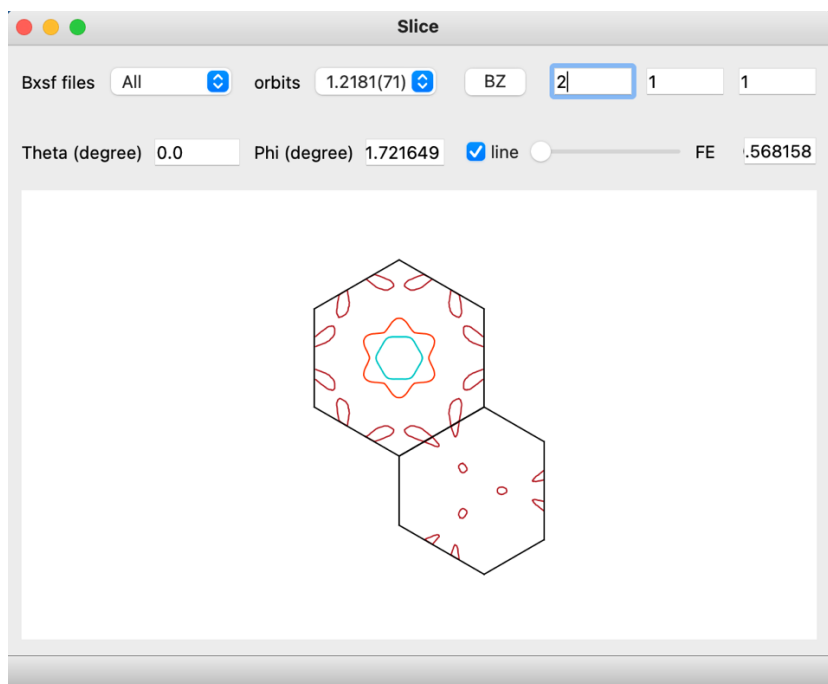 Slice
Bxsf files All orbits 1.2181(71) BZ 2 1 1
Theta (degree) 0.0 Phi (degree) 1.721649 line FE .568158